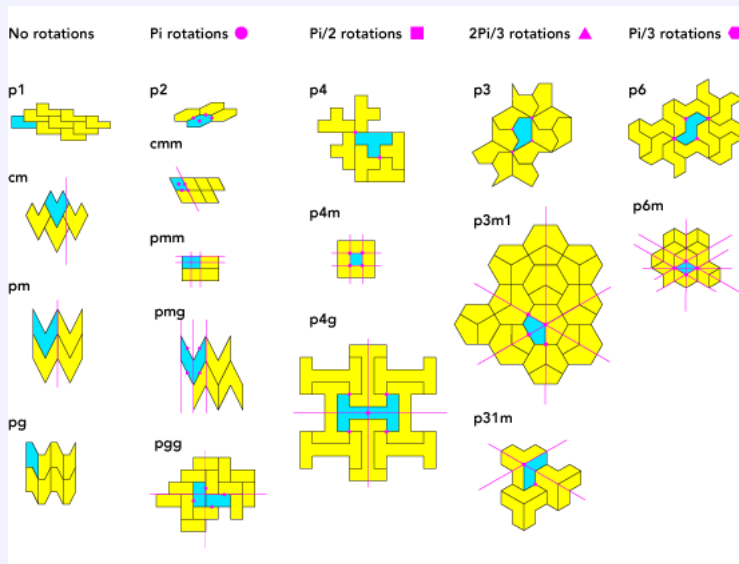 No rotations
Pi rotations
Pi/2 rotations
2Pi/3 rotations
Pi/3 rotations
p1
p2
p4
p3
p6
cmm
cm
p4m
p3m1
p6m
pmm
pm
pmg
p4g
pg
pgg
p31m